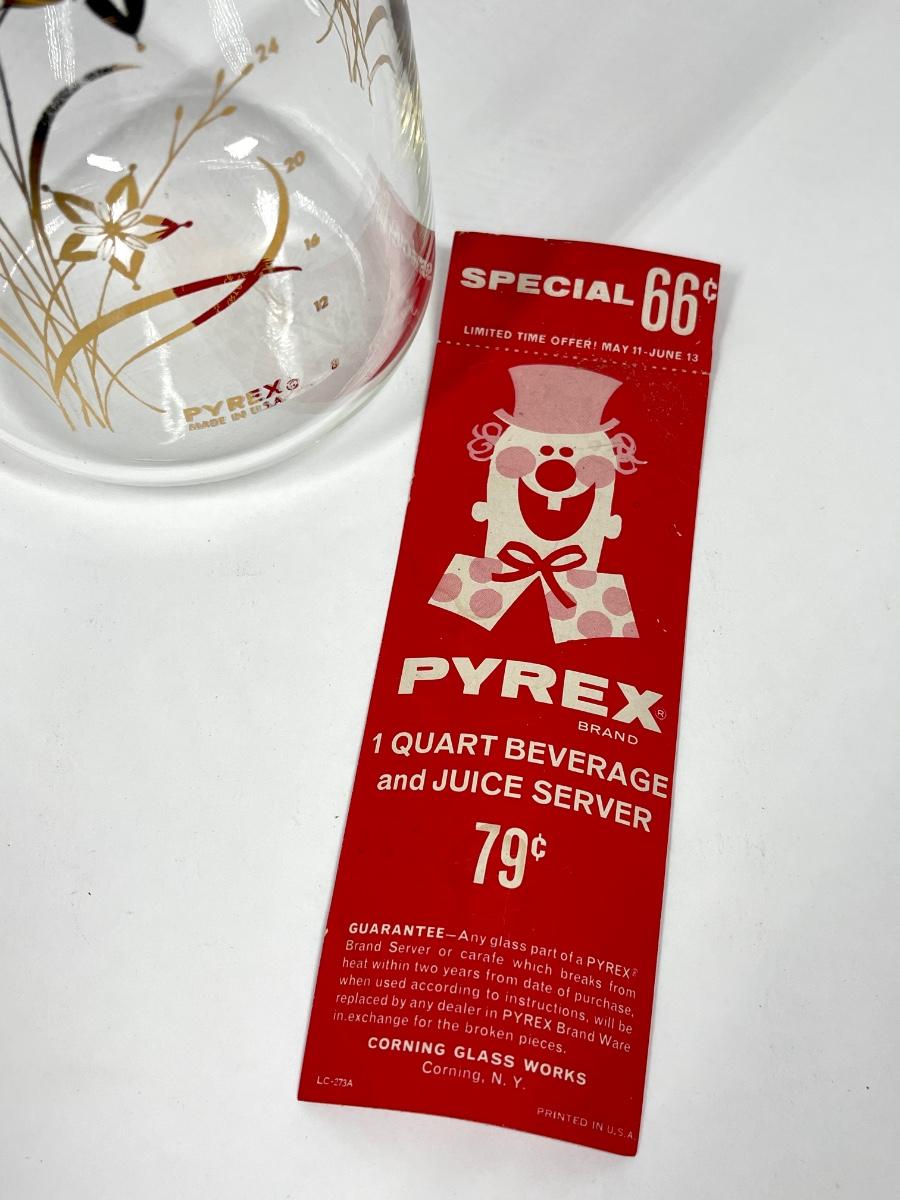 24
20
16
12
8
PYREX ®
MADE IN U.S.A.
SPECIAL 66¢
LIMITED TIME OFFER! MAY 11-JUNE 13
PYREX®
BRAND
1 QUART BEVERAGE
and JUICE SERVER
79¢
GUARANTEE—Any glass part of a PYREX®
Brand Server or carafe which breaks from
heat within two years from date of purchase,
when used according to instructions, will be
replaced by any dealer in PYREX Brand Ware
in exchange for the broken pieces.
CORNING GLASS WORKS
Corning, N. Y.
LC-273A
PRINTED IN U.S.A.